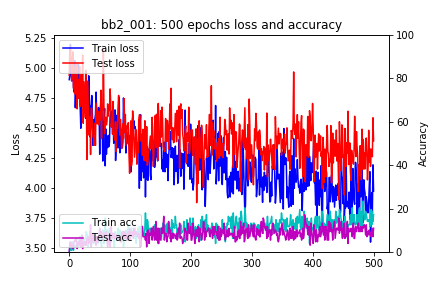 bb2_001: 500 epochs loss and accuracy
Train loss
Test loss
Train acc
Test acc
Loss
Accuracy
5.25
5.00
4.75
4.50
4.25
4.00
3.75
3.50
100
80
60
40
20
0
0 100 200 300 400 500